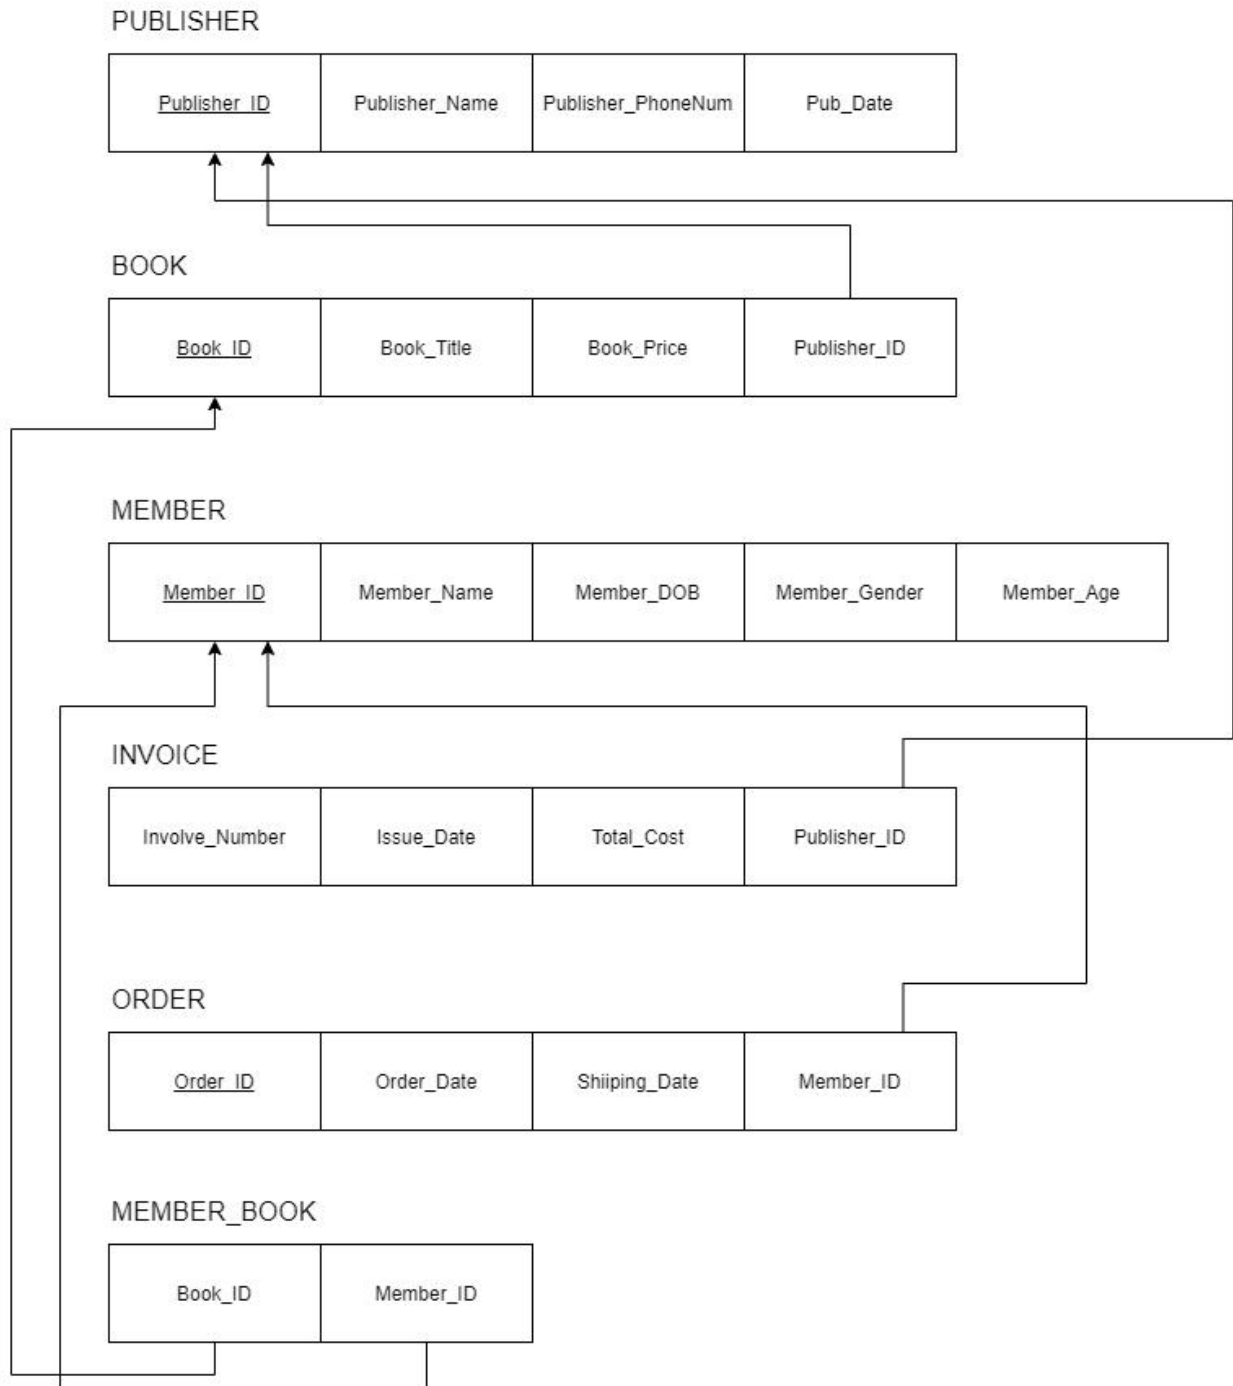 PUBLISHER
Publisher_ID Publisher_Name Publisher_PhoneNum Pub_Date
BOOK
Book_ID Book_Title Book_Price Publisher_ID
MEMBER
Member_ID Member_Name Member_DOB Member_Gender Member_Age
INVOICE
Involve_Number Issue_Date Total_Cost Publisher_ID
ORDER
Order_ID Order_Date Shiiping_Date Member_ID
MEMBER_BOOK
Book_ID Member_ID